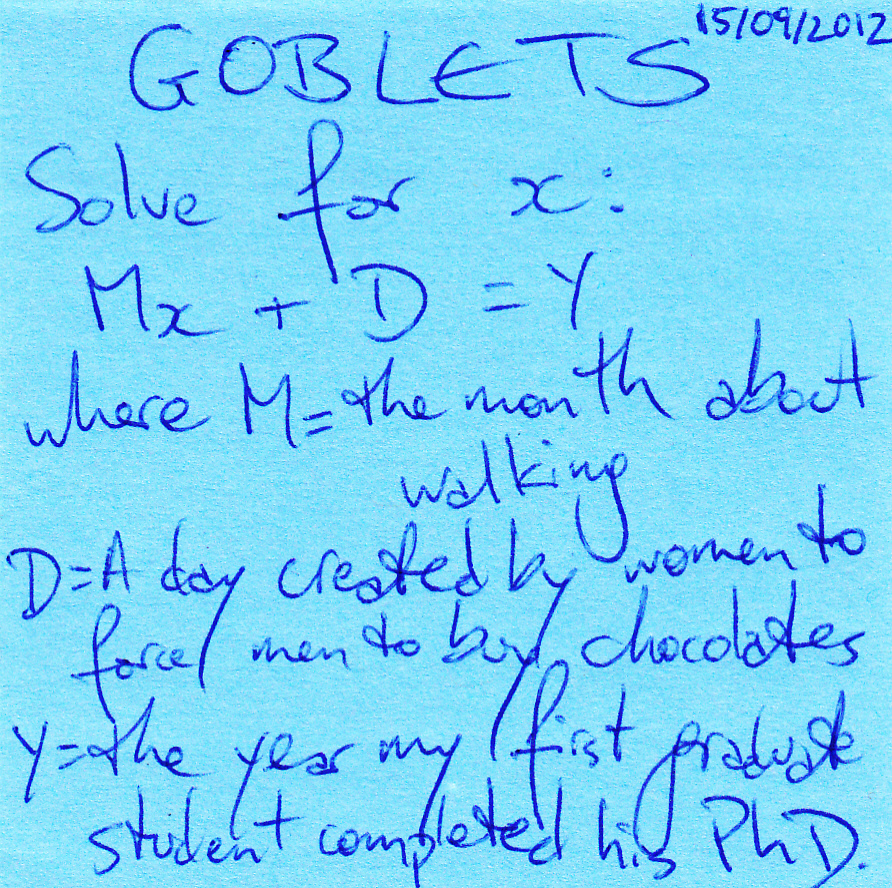 15/09/2012
GOBLETS
Solve for x:
Mx + D = Y
where M= the month about
walking
D=A day created by women to
force men to buy chocolates
Y=the year my first graduate
student completed his PhD.